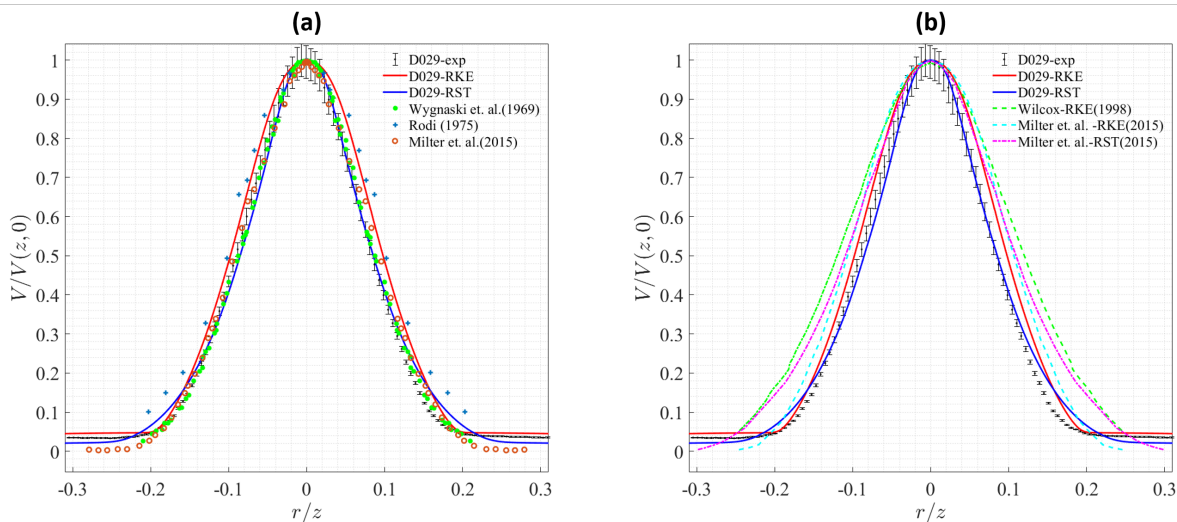 (a)
1
0.9
0.8
0.7
0.6
0.5
0.4
0.3
0.2
0.1
0
-0.3 -0.2 -0.1 0 0.1 0.2 0.3
V/V(z, 0)
r/z
D029-exp
D029-RKE
D029-RST
Wygnaski et. al.(1969)
Rodi (1975)
Milter et. al.(2015)
(b)
1
0.9
0.8
0.7
0.6
0.5
0.4
0.3
0.2
0.1
0
-0.3 -0.2 -0.1 0 0.1 0.2 0.3
V/V(z, 0)
r/z
D029-exp
D029-RKE
D029-RST
Wilcox-RKE(1998)
Milter et. al. -RKE(2015)
Milter et. al.-RST(2015)